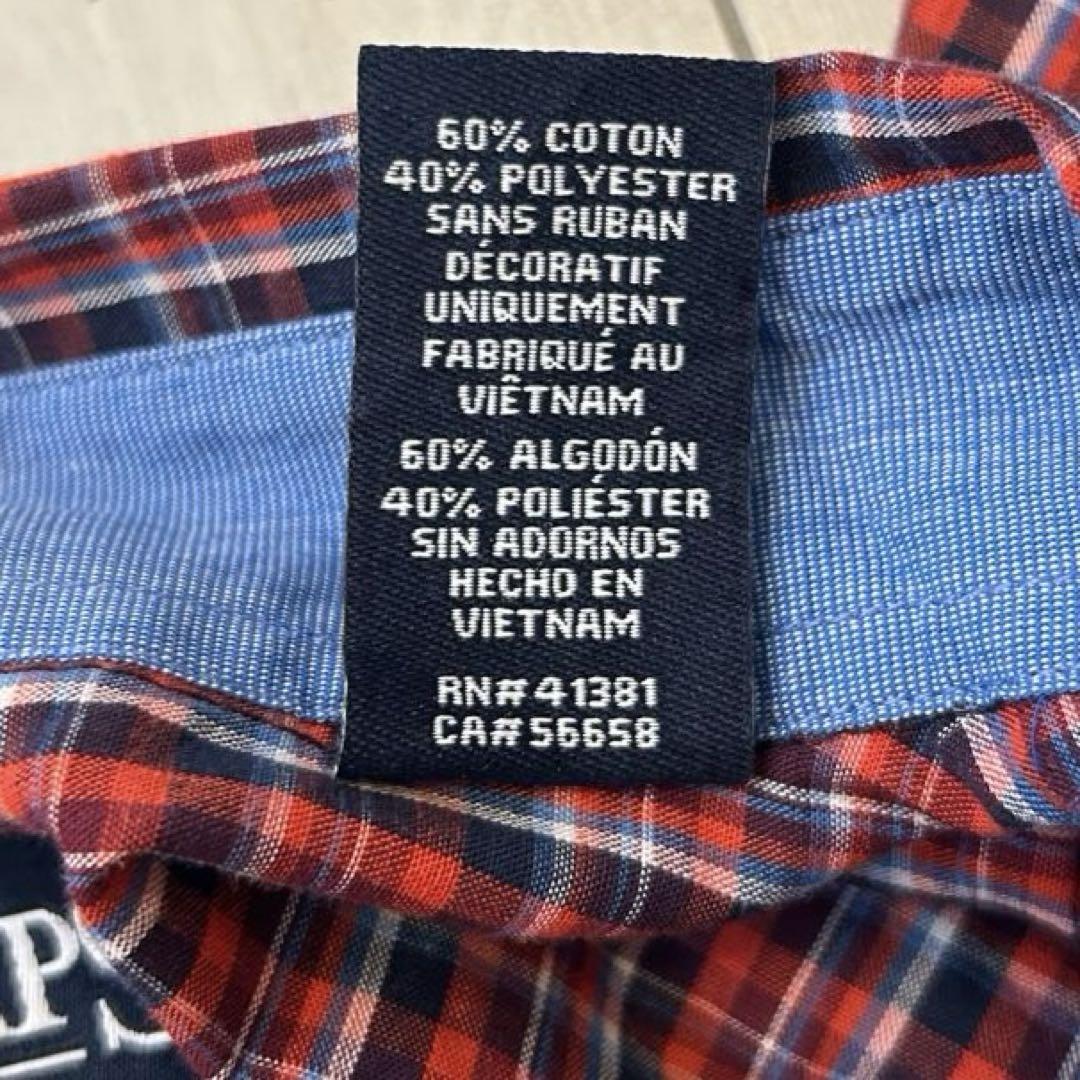 60% COTON
40% POLYESTER
SANS RUBAN
DÉCORATIF
UNIQUEMENT
FABRIQUÉ AU
VIÊTNAM
60% ALGODÓN
40% POLIÉSTER
SIN ADORNOS
HECHO EN
VIETNAM
RN#41381
CA#56658